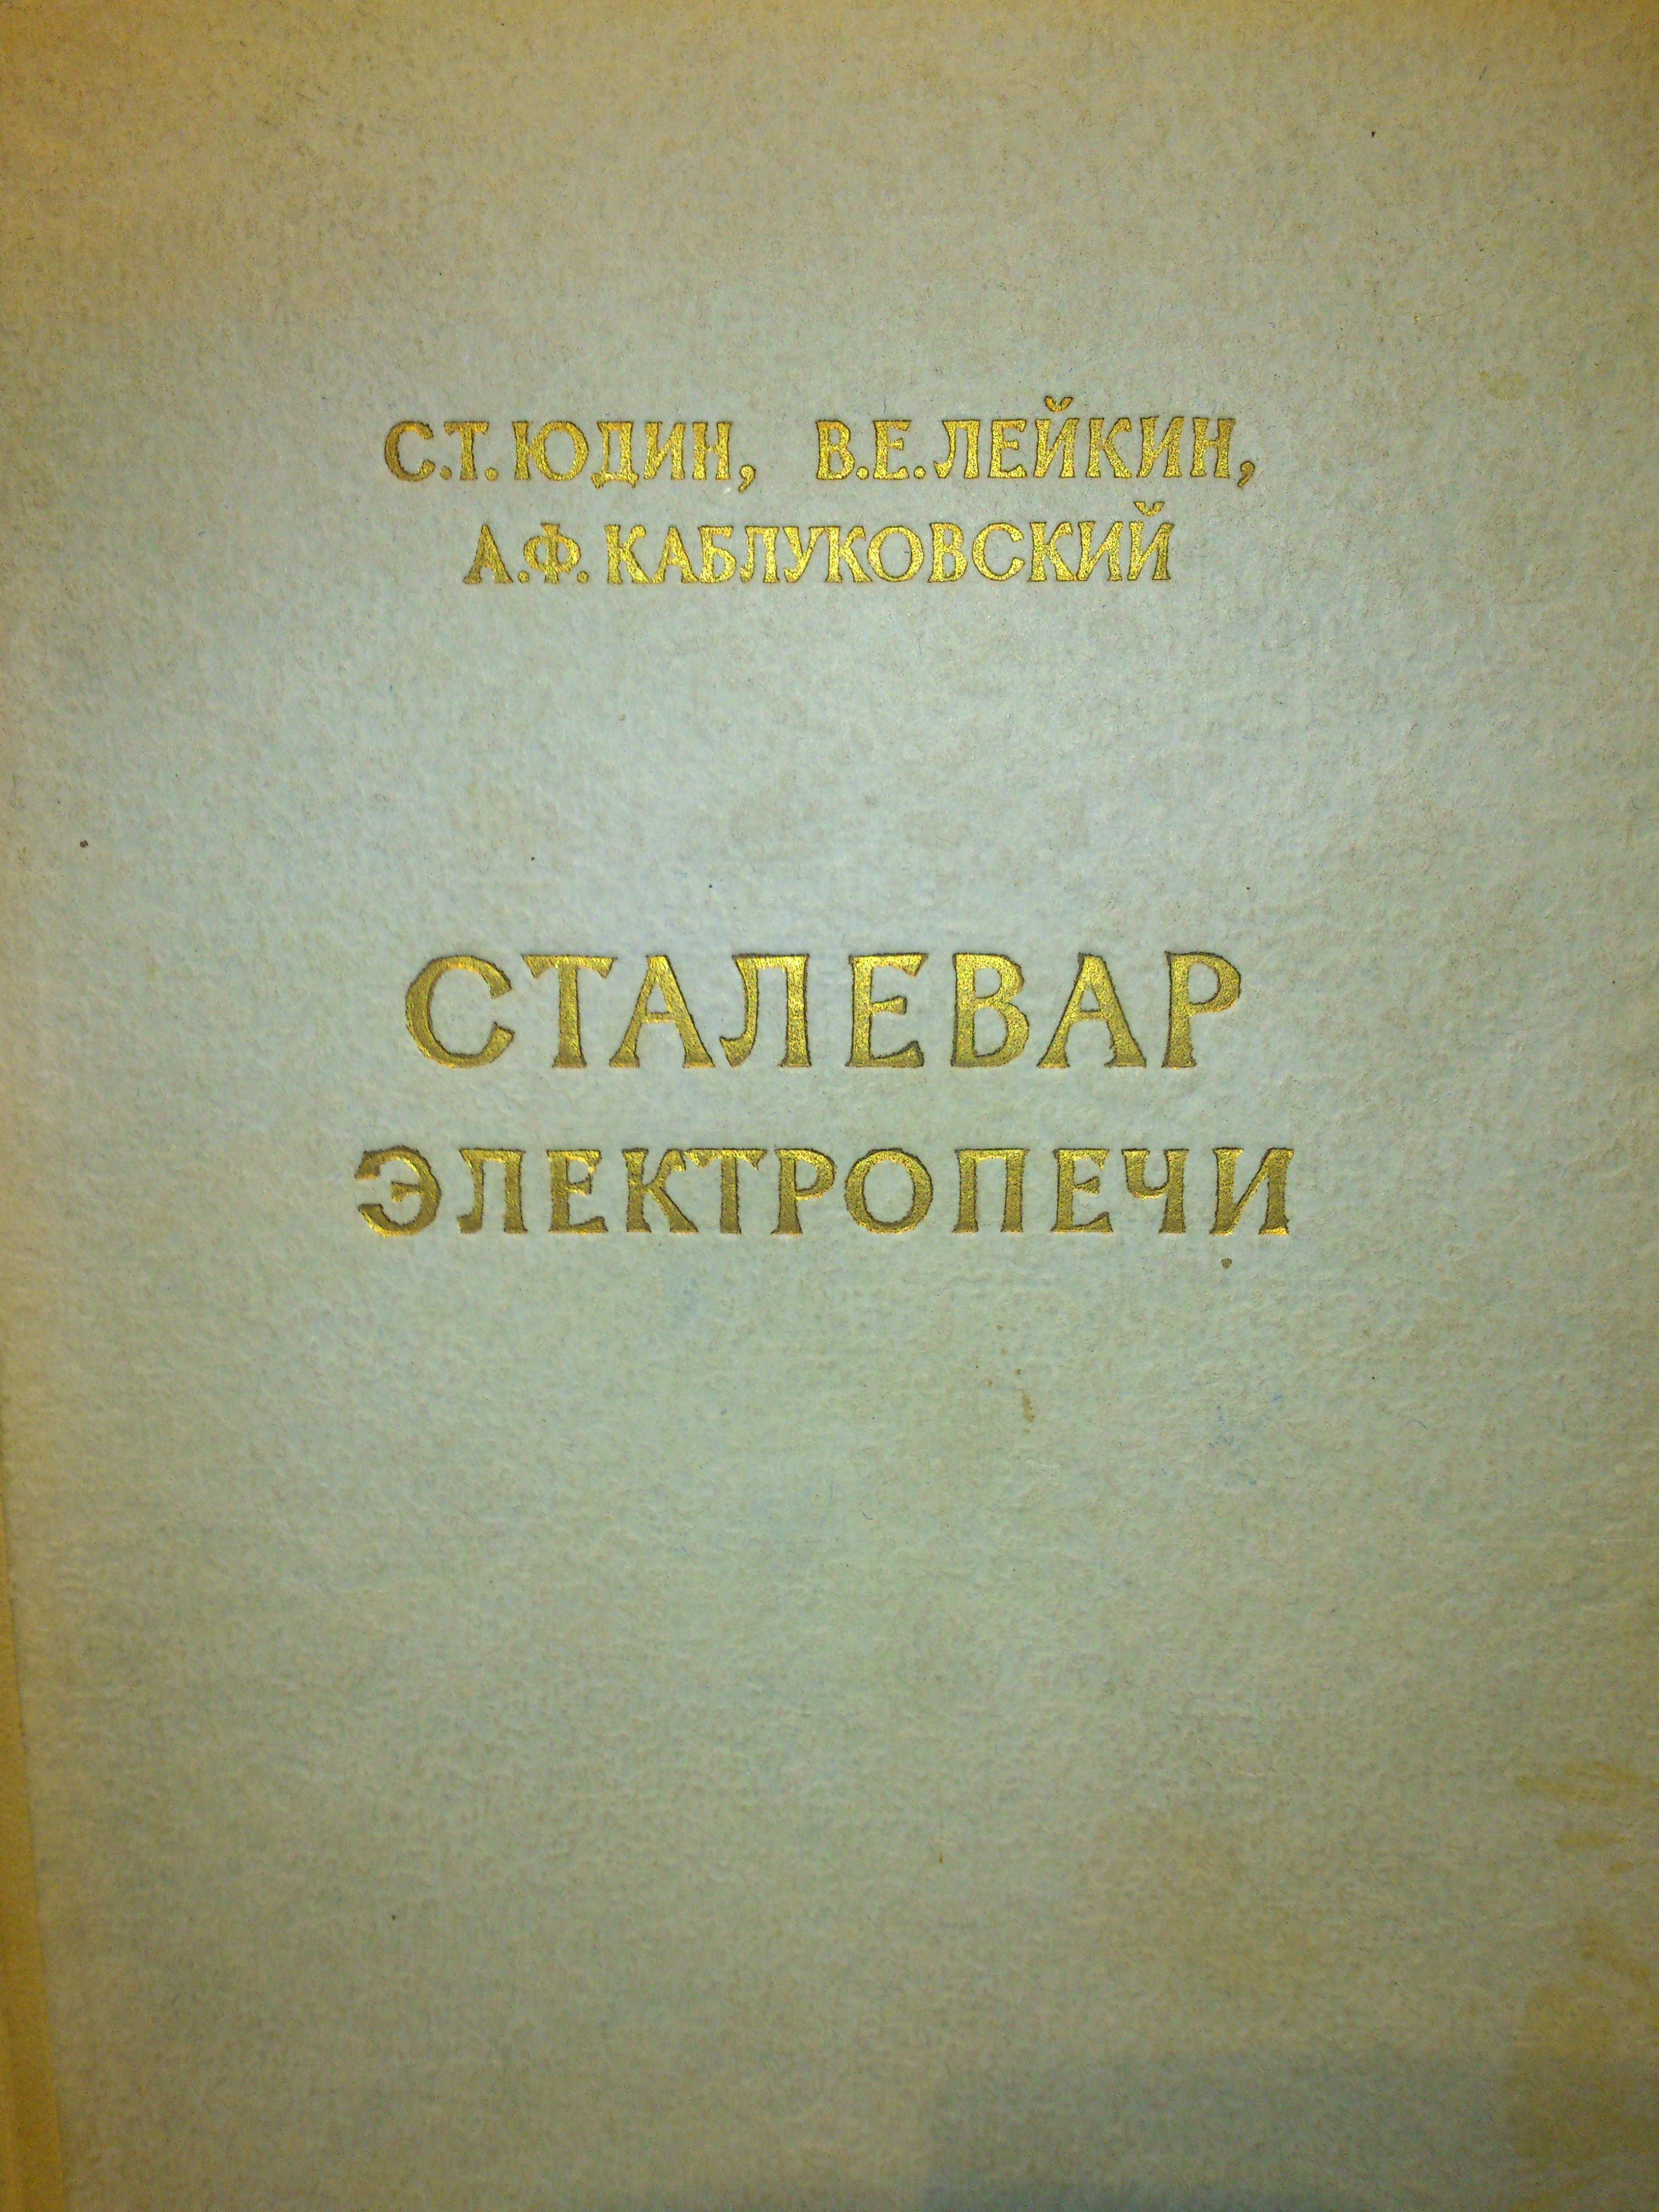 С.Т. ЮДИН, В.Е. ЛЕЙКИН,
А.Ф. КАБЛУКОВСКИЙ
СТАЛЕВАР
ЭЛЕКТРОПЕЧИ